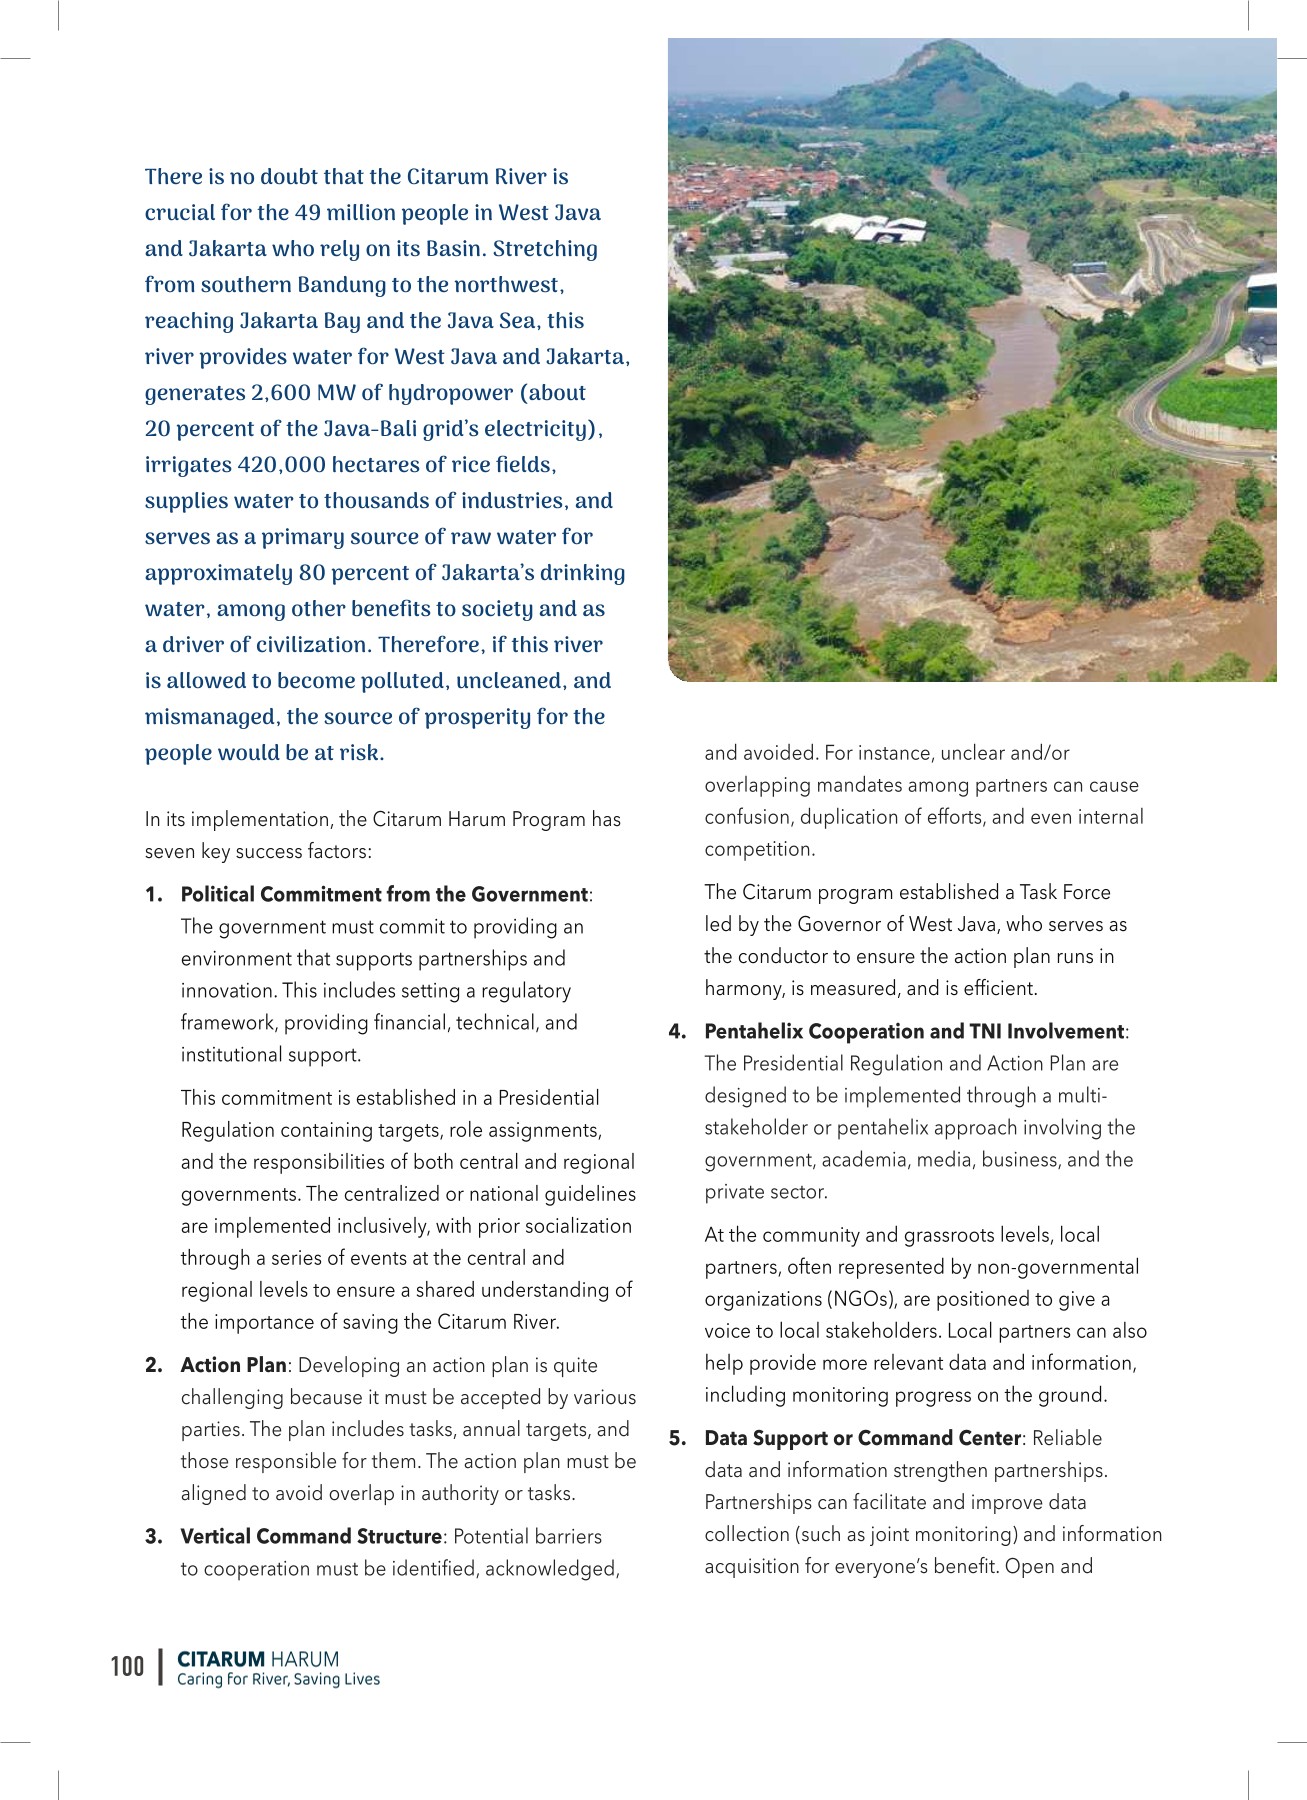 There is no doubt that the Citarum River is
crucial for the 49 million people in West Java
and Jakarta who rely on its Basin. Stretching
from southern Bandung to the northwest,
reaching Jakarta Bay and the Java Sea, this
river provides water for West Java and Jakarta,
generates 2,600 MW of hydropower (about
20 percent of the Java-Bali grid’s electricity),
irrigates 420,000 hectares of rice fields,
supplies water to thousands of industries, and
serves as a primary source of raw water for
approximately 80 percent of Jakarta’s drinking
water, among other benefits to society and as
a driver of civilization. Therefore, if this river
is allowed to become polluted, uncleaned, and
mismanaged, the source of prosperity for the
people would be at risk.
In its implementation, the Citarum Harum Program has
seven key success factors:
1. Political Commitment from the Government:
The government must commit to providing an
environment that supports partnerships and
innovation. This includes setting a regulatory
framework, providing financial, technical, and
institutional support.
This commitment is established in a Presidential
Regulation containing targets, role assignments,
and the responsibilities of both central and regional
governments. The centralized or national guidelines
are implemented inclusively, with prior socialization
through a series of events at the central and
regional levels to ensure a shared understanding of
the importance of saving the Citarum River.
2. Action Plan: Developing an action plan is quite
challenging because it must be accepted by various
parties. The plan includes tasks, annual targets, and
those responsible for them. The action plan must be
aligned to avoid overlap in authority or tasks.
3. Vertical Command Structure: Potential barriers
to cooperation must be identified, acknowledged,
and avoided. For instance, unclear and/or
overlapping mandates among partners can cause
confusion, duplication of efforts, and even internal
competition.
The Citarum program established a Task Force
led by the Governor of West Java, who serves as
the conductor to ensure the action plan runs in
harmony, is measured, and is efficient.
4. Pentahelix Cooperation and TNI Involvement:
The Presidential Regulation and Action Plan are
designed to be implemented through a multi-
stakeholder or pentahelix approach involving the
government, academia, media, business, and the
private sector.
At the community and grassroots levels, local
partners, often represented by non-governmental
organizations (NGOs), are positioned to give a
voice to local stakeholders. Local partners can also
help provide more relevant data and information,
including monitoring progress on the ground.
5. Data Support or Command Center: Reliable
data and information strengthen partnerships.
Partnerships can facilitate and improve data
collection (such as joint monitoring) and information
acquisition for everyone’s benefit. Open and
100
CITARUM HARUM
Caring for River, Saving Lives